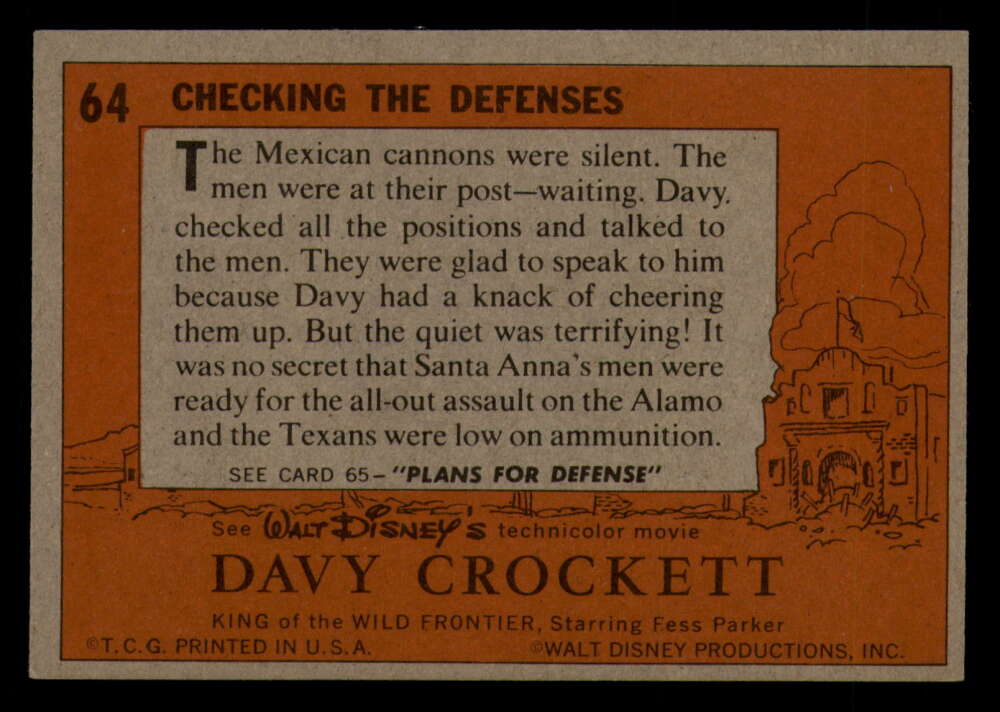 64 CHECKING THE DEFENSES
The Mexican cannons were silent. The
men were at their post—waiting. Davy
checked all the positions and talked to
the men. They were glad to speak to him
because Davy had a knack of cheering
them up. But the quiet was terrifying! It
was no secret that Santa Anna's men were
ready for the all-out assault on the Alamo
and the Texans were low on ammunition.
SEE CARD 65—"PLANS FOR DEFENSE"
See WALT DISNEY'S technicolor movie
DAVY CROCKETT
KING of the WILD FRONTIER, Starring Fess Parker
©T.C.G. PRINTED IN U.S.A. ©WALT DISNEY PRODUCTIONS, INC.